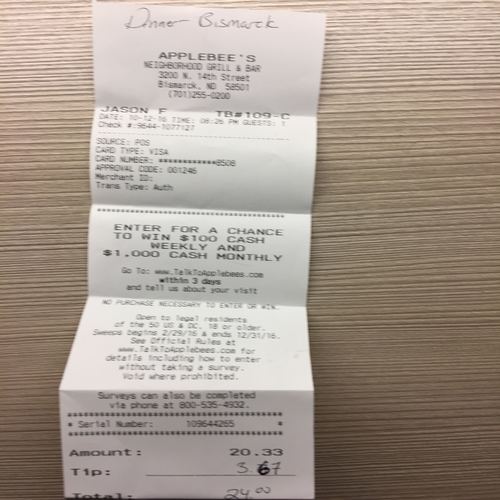 Dinner Bismarck
APPLEBEE'S
NEIGHBORHOOD GRILL & BAR
3200 N. 14th Street
Bismarck, ND 58501
(701)255-0200
JASON F TB#109-C
DATE: 10-12-16 TIME: 08:26 PM GUESTS: 1
Check #:9644-1077127
SOURCE: POS
CARD TYPE: VISA
CARD NUMBER: ************8508
APPROVAL CODE: 001246
Merchant ID:
Trans Type: Auth
****************************************
ENTER FOR A CHANCE
TO WIN $100 CASH
WEEKLY AND
$1,000 CASH MONTHLY
Go To: www.TalkToApplebees.com
within 3 days
and tell us about your visit
NO PURCHASE NECESSARY TO ENTER OR WIN.
Open to legal residents
of the 50 US & DC, 18 or older.
Sweeps begins 2/29/16 & ends 12/31/16.
See Official Rules at
www.TalkToApplebees.com for
details including how to enter
without taking a survey.
Void where prohibited.
Surveys can also be completed
via phone at 800-535-4932.
****************************************
* Serial Number: 109644265 *
****************************************
Amount: 20.33
Tip: 3.67
Total: 24.00